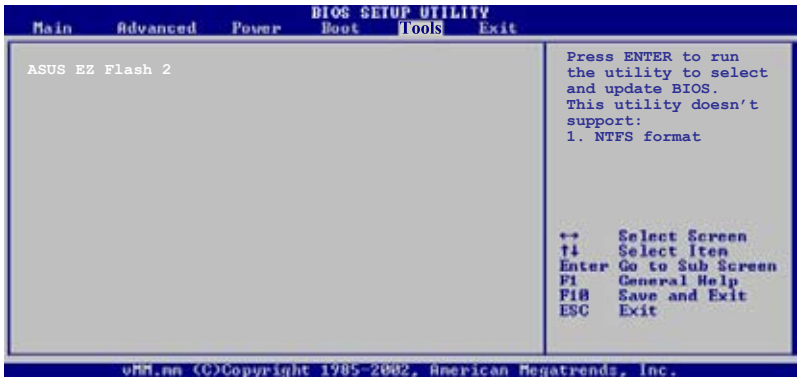 BIOS SETUP UTILITY
Main Advanced Power Boot Tools Exit
ASUS EZ Flash 2
Press ENTER to run
the utility to select
and update BIOS.
This utility doesn't
support:
1. NTFS format
←→ Select Screen
↑↓ Select Item
Enter Go to Sub Screen
F1 General Help
F10 Save and Exit
ESC Exit
vMM.mm (C)Copyright 1985-2002, American Megatrends, Inc.